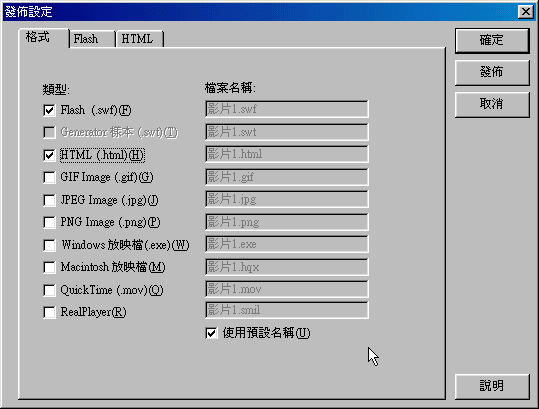 發佈設定
格式 Flash HTML
確定
發佈
取消
類型: 檔案名稱:
Flash (.swf)(F) 影片1.swf
Generator 樣本 (.swt)(T) 影片1.swt
HTML (.html)(H) 影片1.html
GIF Image (.gif)(G) 影片1.gif
JPEG Image (.jpg)(J) 影片1.jpg
PNG Image (.png)(P) 影片1.png
Windows 放映檔(.exe)(W) 影片1.exe
Macintosh 放映檔(M) 影片1.hqx
QuickTime (.mov)(Q) 影片1.mov
RealPlayer(R) 影片1.smil
使用預設名稱(U)
說明